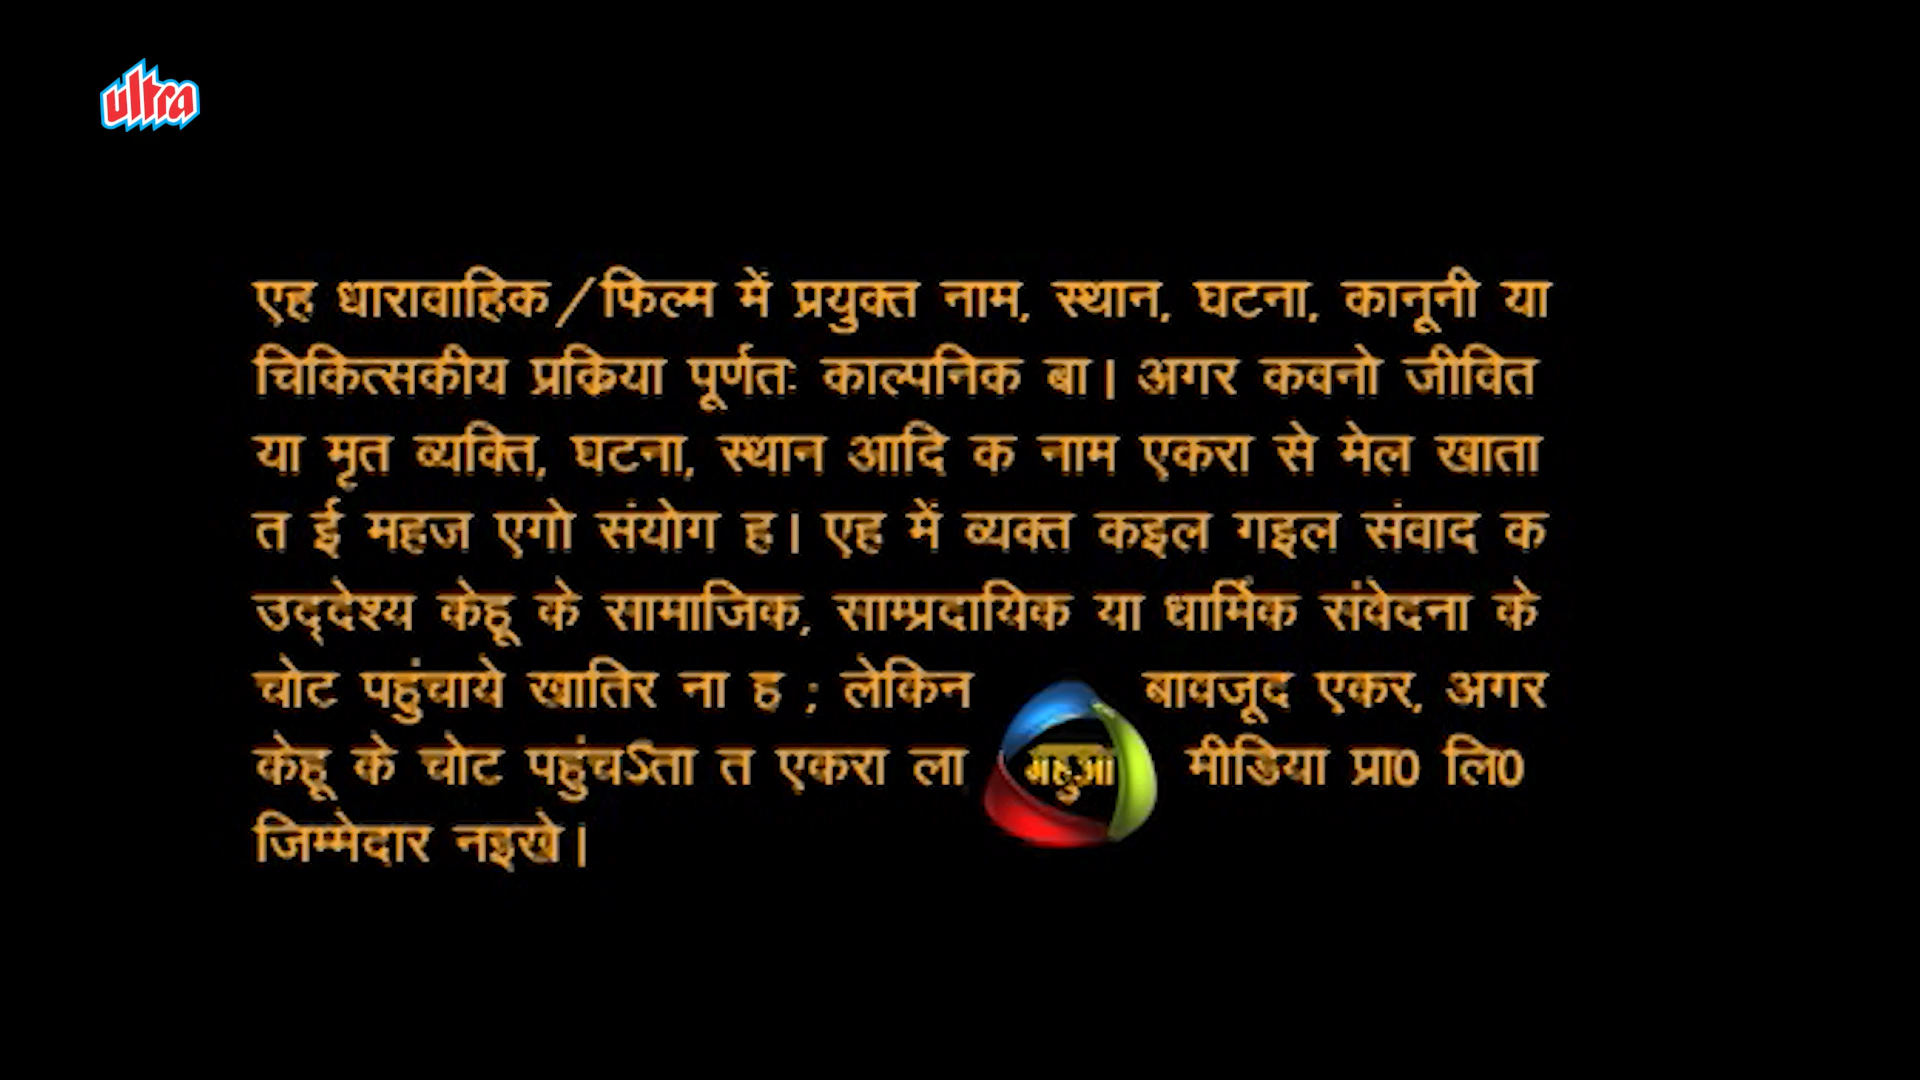 ultra
एह धारावाहिक/फिल्म में प्रयुक्त नाम, स्थान, घटना, कानूनी या
चिकित्सकीय प्रक्रिया पूर्णतः काल्पनिक बा। अगर कवनो जीवित
या मृत व्यक्ति, घटना, स्थान आदि क नाम एकरा से मेल खाता
त ई महज एगो संयोग ह। एह में व्यक्त कइल गइल संवाद क
उद्देश्य केहू के सामाजिक, साम्प्रदायिक या धार्मिक संवेदना के
चोट पहुंचाये खातिर ना ह ; लेकिन बावजूद एकर, अगर
केहू के चोट पहुंचऽता त एकरा ला महुआ मीडिया प्रा0 लि0
जिम्मेदार नइखे।